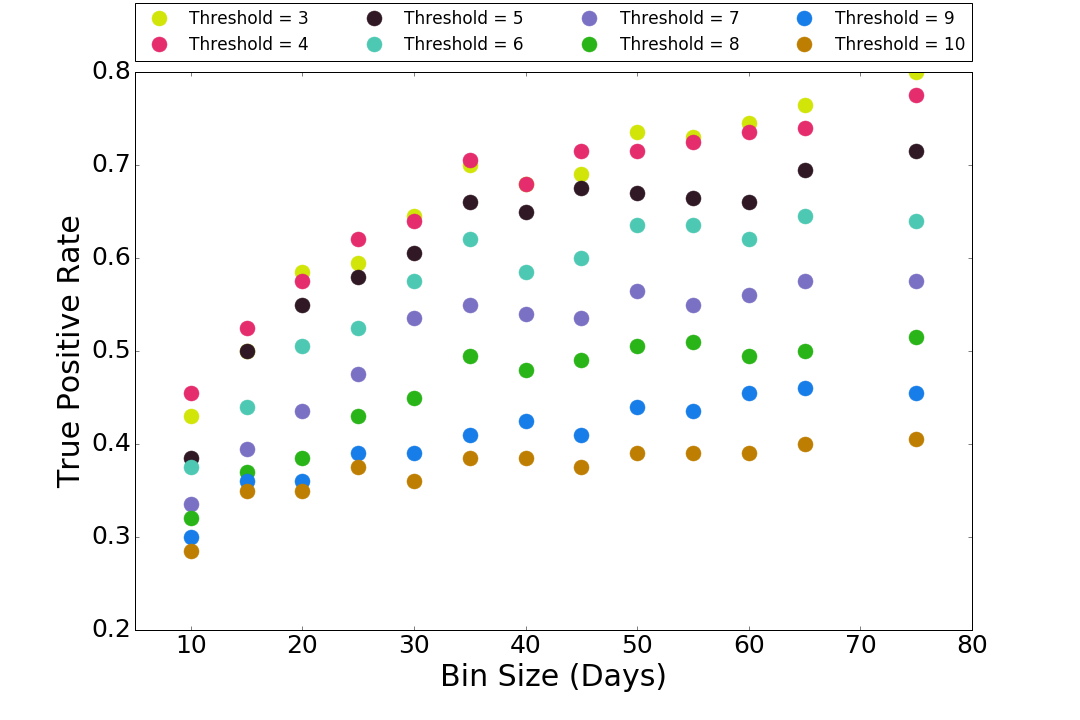 Threshold = 3 Threshold = 5 Threshold = 7 Threshold = 9
Threshold = 4 Threshold = 6 Threshold = 8 Threshold = 10
0.8
0.7
0.6
0.5
0.4
0.3
0.2
True Positive Rate
10 20 30 40 50 60 70 80
Bin Size (Days)